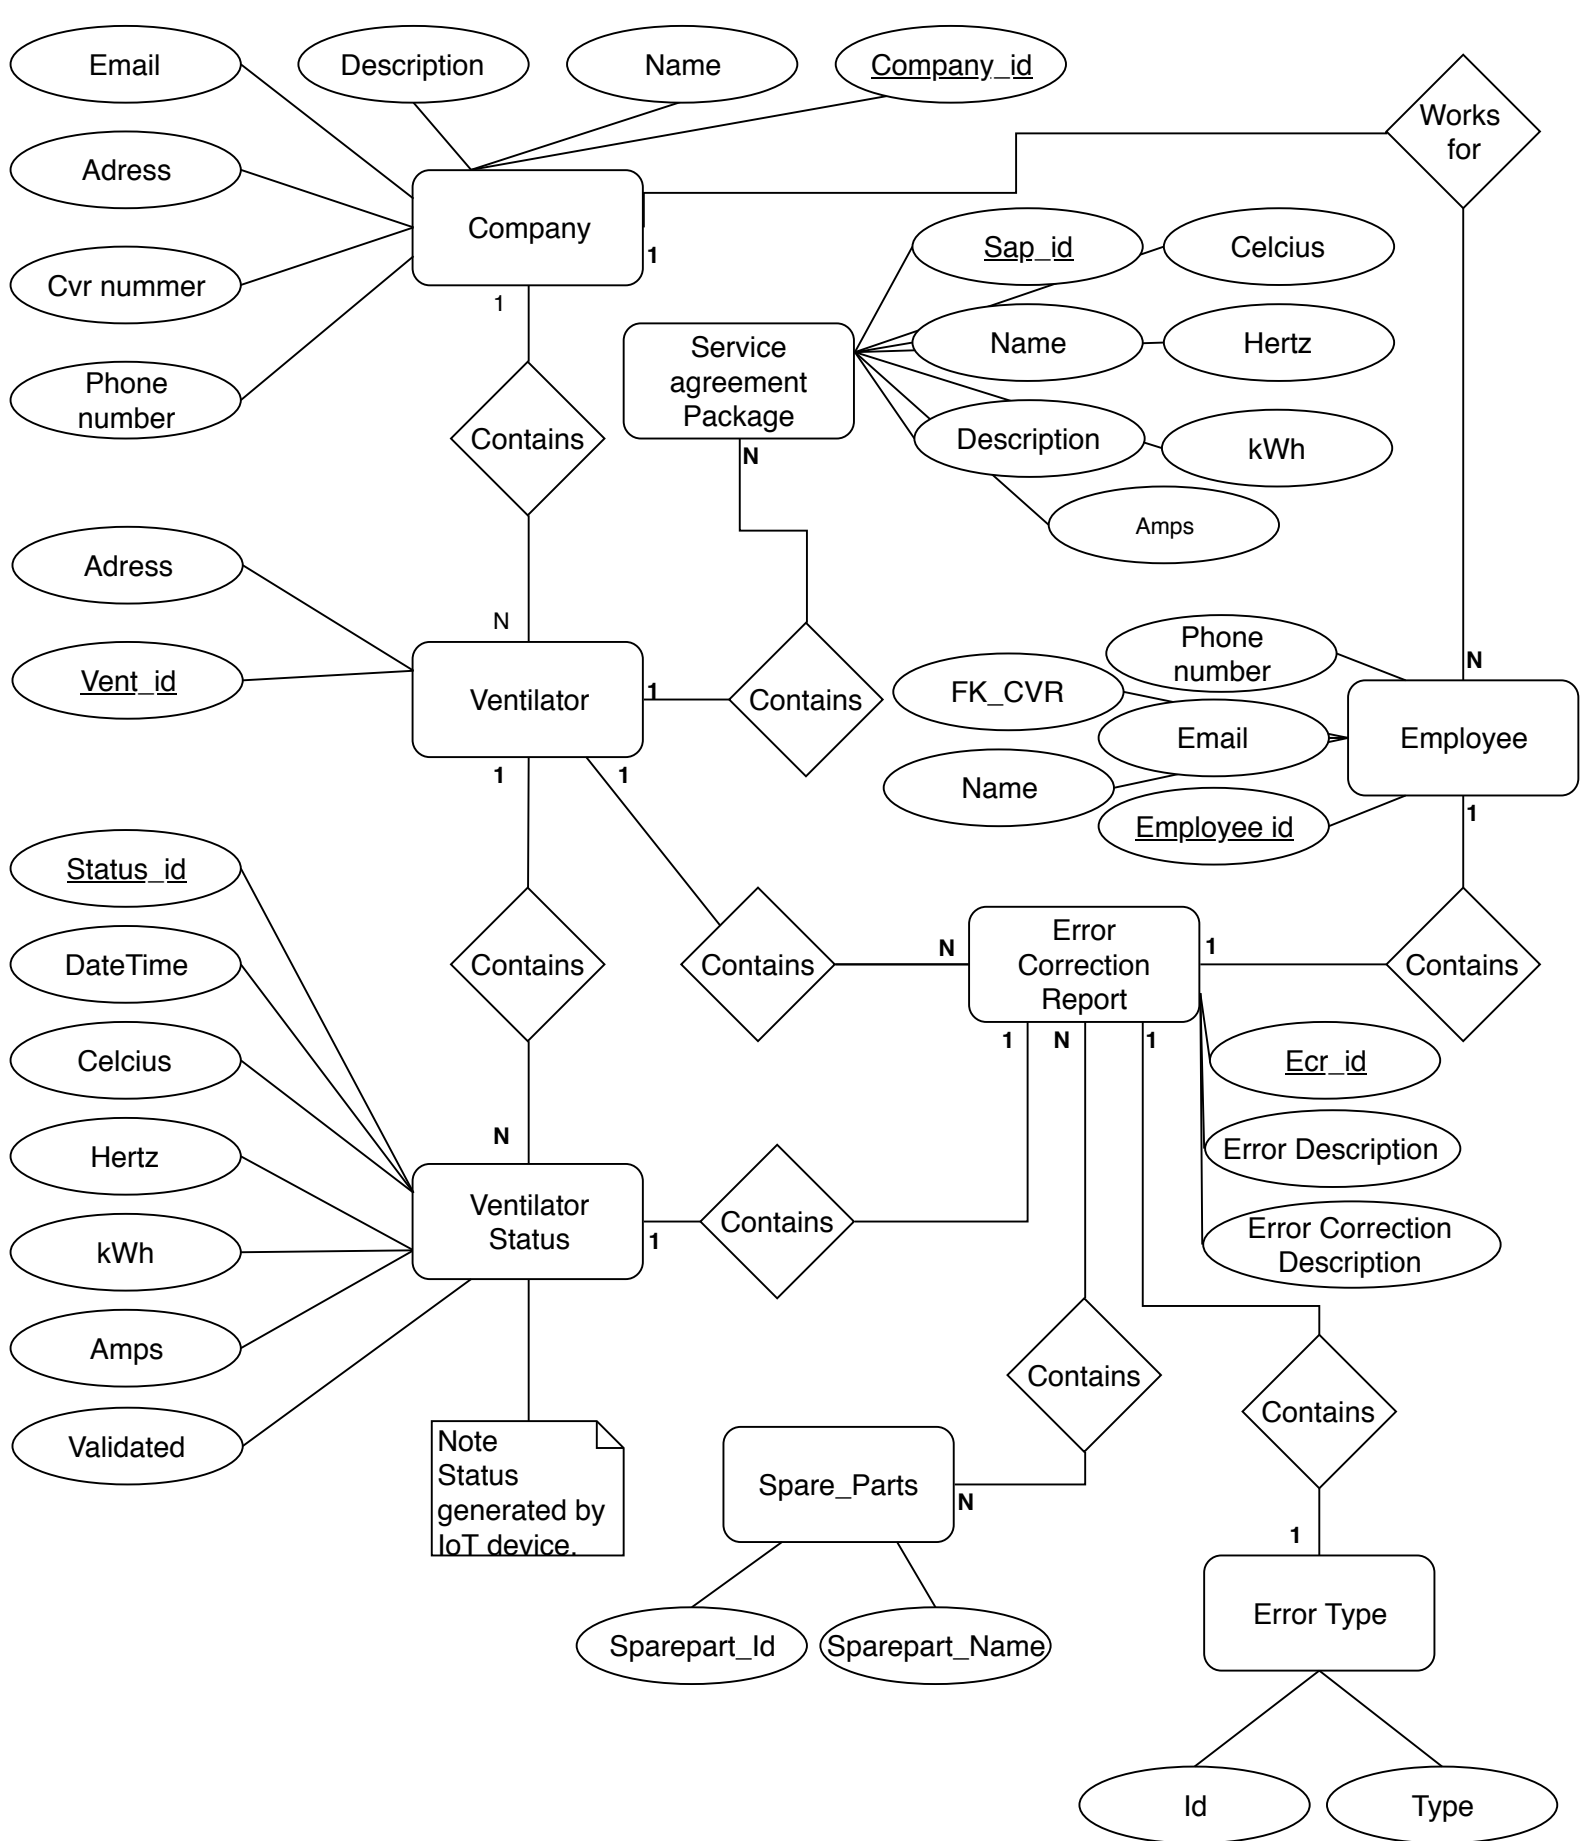 Email
Description
Name
Company_id
Works
for
Adress
Company
1
Sap_id
Celcius
Cvr nummer
1
Service
agreement
Package
Name
Hertz
Phone
number
Contains
N
Description
kWh
Amps
Adress
N
Phone
number
N
Vent_id
Ventilator
1
Contains
FK_CVR
Email
Employee
1
1
Name
Employee id
1
Status_id
Error
Correction
Report
N
1
DateTime
Contains
Contains
Contains
1
N
1
Celcius
Ecr_id
N
Hertz
Error Description
Ventilator
Status
1
Contains
kWh
Error Correction
Description
Amps
Contains
Contains
Validated
Note
Status
generated by
IoT device.
Spare_Parts
N
1
Sparepart_Id
Sparepart_Name
Error Type
Id
Type